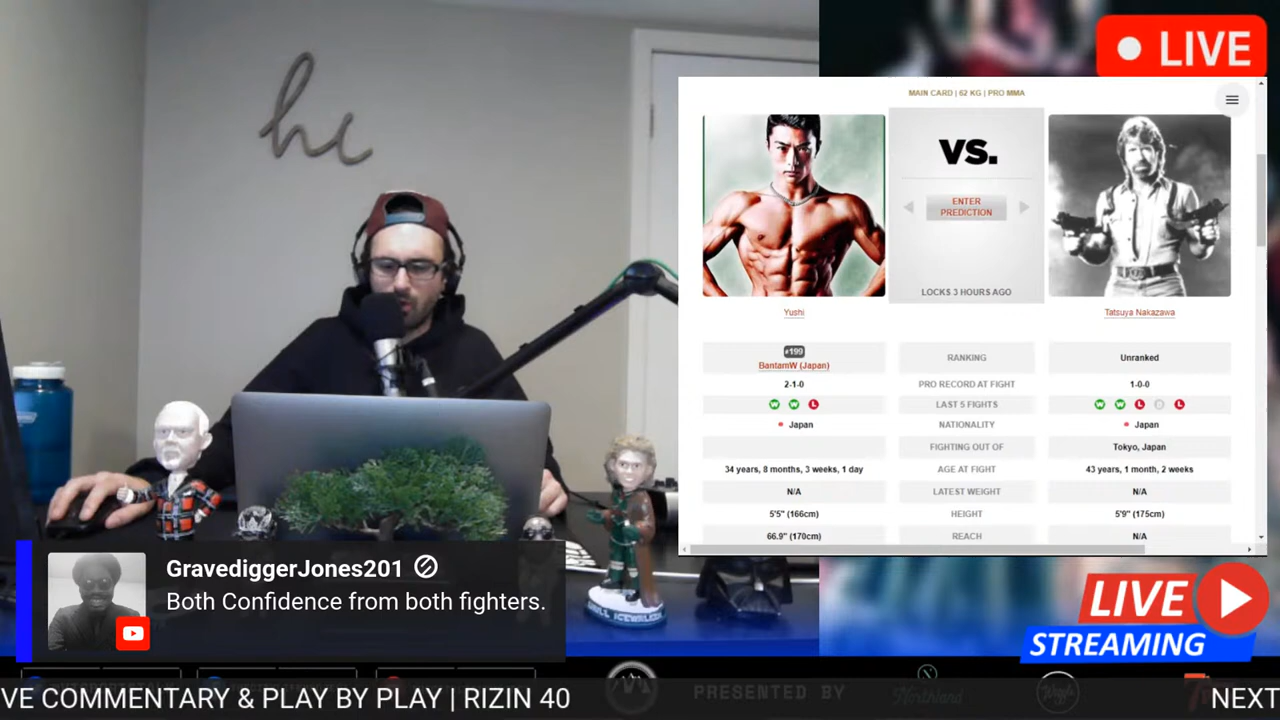 hi
LIVE
MAIN CARD | 62 KG | PRO MMA
VS.
ENTER
PREDICTION
LOCKS 3 HOURS AGO
Yushi
Tatsuya Nakazawa
#199
BantamW (Japan)
RANKING
Unranked
2-1-0
PRO RECORD AT FIGHT
1-0-0
W W L
LAST 5 FIGHTS
W W L D L
Japan
NATIONALITY
Japan
FIGHTING OUT OF
Tokyo, Japan
34 years, 8 months, 3 weeks, 1 day
AGE AT FIGHT
43 years, 1 month, 2 weeks
N/A
LATEST WEIGHT
N/A
5'5" (166cm)
HEIGHT
5'9" (175cm)
66.9" (170cm)
REACH
N/A
GravediggerJones201
Both Confidence from both fighters.
LIVE
STREAMING
PRESENTED BY
Northland
VE COMMENTARY & PLAY BY PLAY | RIZIN 40
NEXT